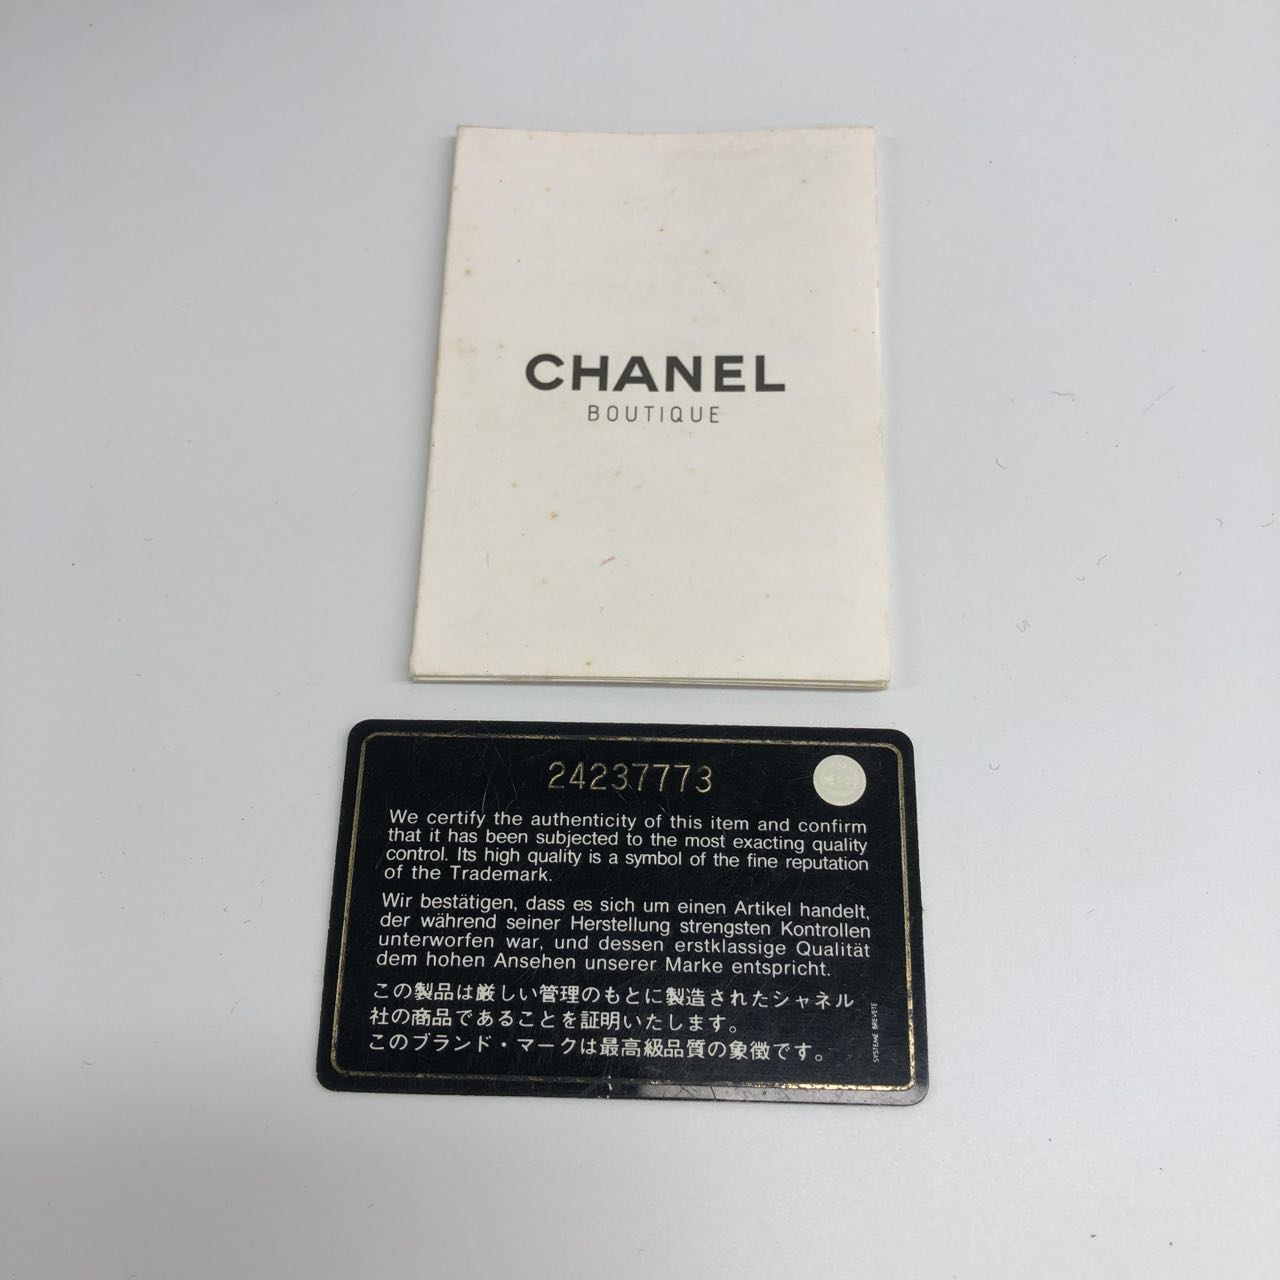 CHANEL
BOUTIQUE
24237773
We certify the authenticity of this item and confirm
that it has been subjected to the most exacting quality
control. Its high quality is a symbol of the fine reputation
of the Trademark.
Wir bestätigen, dass es sich um einen Artikel handelt,
der während seiner Herstellung strengsten Kontrollen
unterworfen war, und dessen erstklassige Qualität
dem hohen Ansehen unserer Marke entspricht.
この製品は厳しい管理のもとに製造されたシャネル
社の商品であることを証明いたします。
このブランド・マークは最高級品質の象徴です。
SYSTEME BREVETE